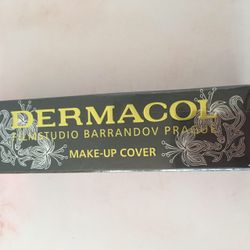 DERMACOL
FILMSTUDIO BARRANDOV PRAGUE
MAKE-UP COVER